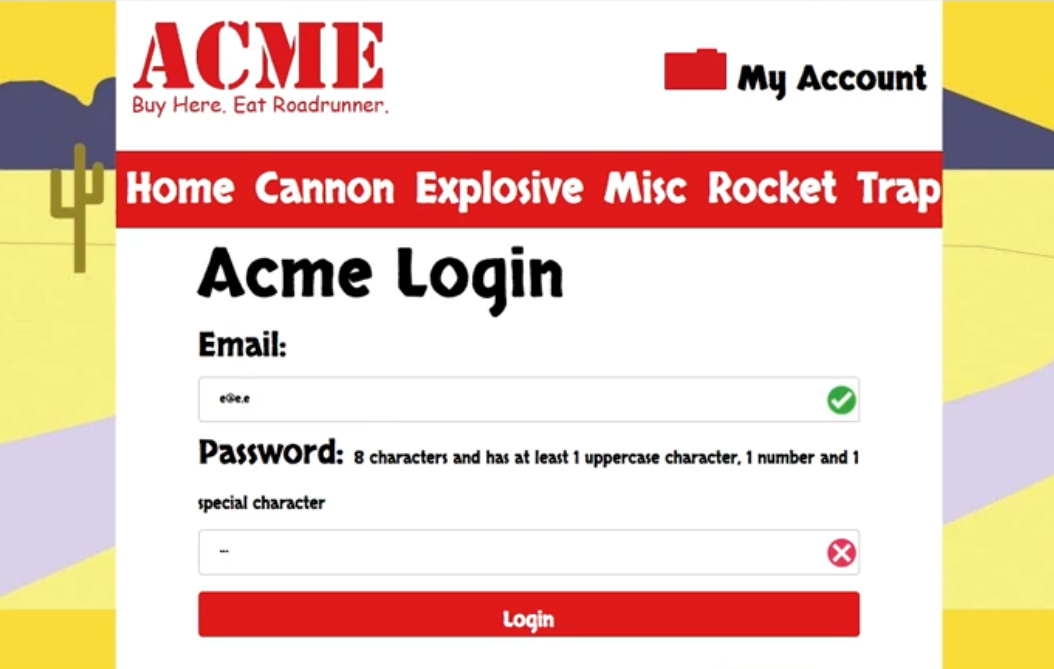 ACME
Buy Here. Eat Roadrunner.
My Account
Home Cannon Explosive Misc Rocket Trap
Acme Login
Email:
e@e.e
Password: 8 characters and has at least 1 uppercase character, 1 number and 1
special character
Login